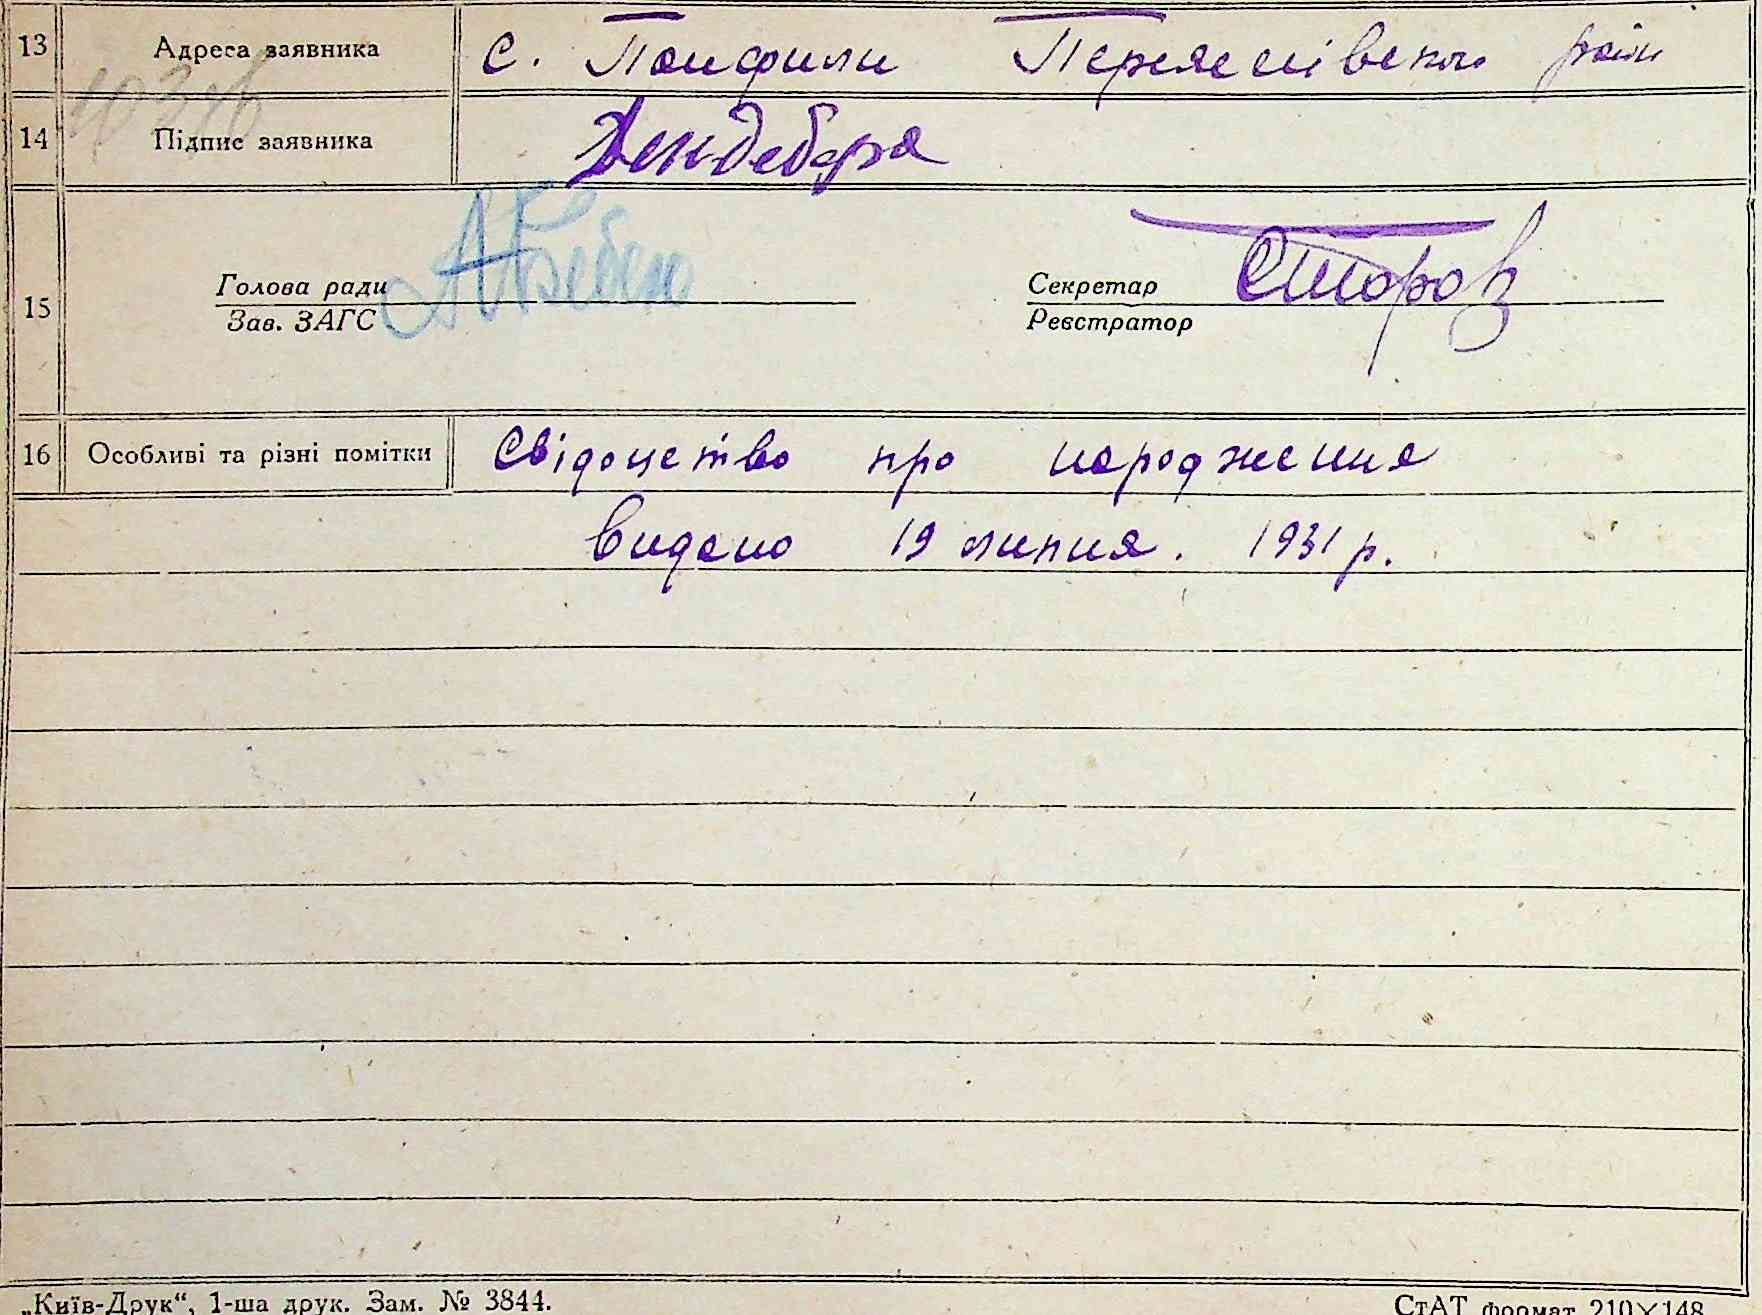 13 Адреса заявника с. Панфили Переяслівськ. рай
14 Підпис заявника
15 Голова ради Секретар
Зав. ЗАГС Реєстратор
16 Особливі та різні помітки Свідоцтво про народження
видано 19 липня. 1931 р.
„Київ-Друк“, 1-ша друк. Зам. № 3844. СтАТ формат 210×148